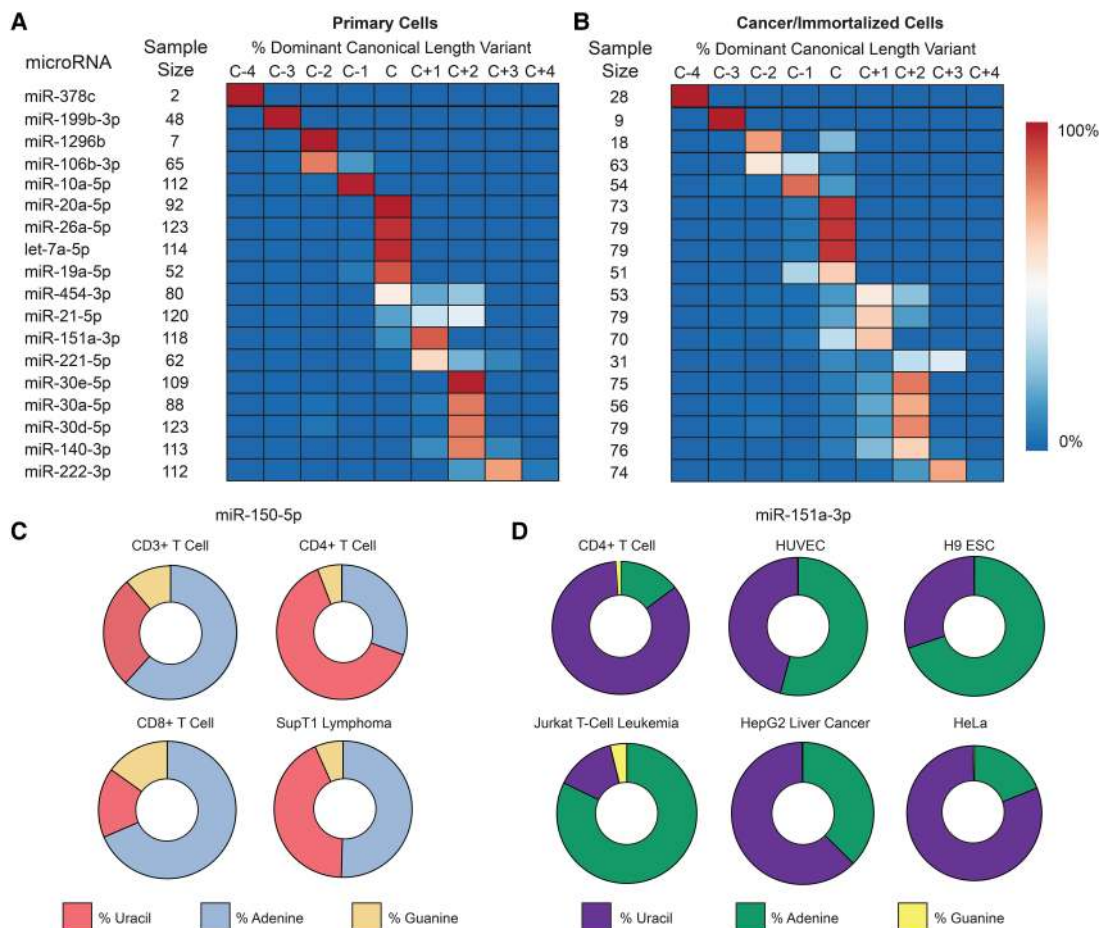 A
Primary Cells
microRNA
Sample Size
% Dominant Canonical Length Variant
C-4 C-3 C-2 C-1 C C+1 C+2 C+3 C+4
miR-378c 2
miR-199b-3p 48
miR-1296b 7
miR-106b-3p 65
miR-10a-5p 112
miR-20a-5p 92
miR-26a-5p 123
let-7a-5p 114
miR-19a-5p 52
miR-454-3p 80
miR-21-5p 120
miR-151a-3p 118
miR-221-5p 62
miR-30e-5p 109
miR-30a-5p 88
miR-30d-5p 123
miR-140-3p 113
miR-222-3p 112
B
Cancer/Immortalized Cells
Sample Size
% Dominant Canonical Length Variant
C-4 C-3 C-2 C-1 C C+1 C+2 C+3 C+4
28
9
18
63
54
73
79
79
51
53
79
70
31
75
56
79
76
74
100%
0%
C
miR-150-5p
CD3+ T Cell
CD4+ T Cell
CD8+ T Cell
SupT1 Lymphoma
% Uracil
% Adenine
% Guanine
D
miR-151a-3p
CD4+ T Cell
HUVEC
H9 ESC
Jurkat T-Cell Leukemia
HepG2 Liver Cancer
HeLa
% Uracil
% Adenine
% Guanine